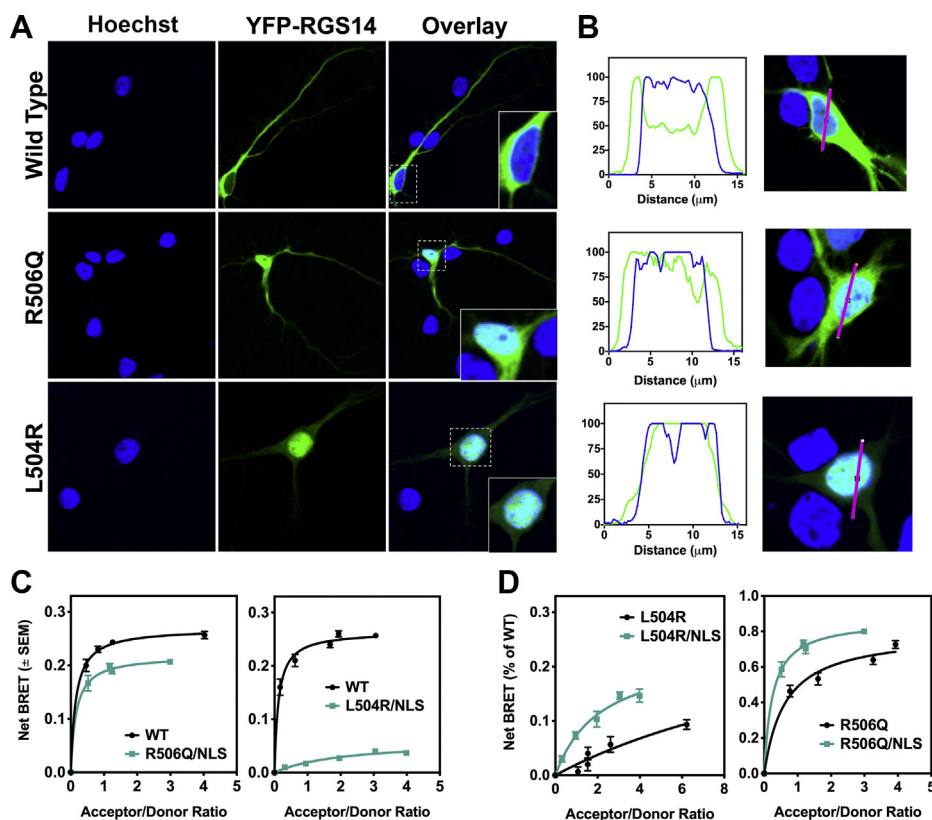 A
Hoechst
YFP-RGS14
Overlay
B
Wild Type
100
75
50
25
0
0 5 10 15
Distance (μm)
R506Q
100
75
50
25
0
0 5 10 15
Distance (μm)
L504R
100
75
50
25
0
0 5 10 15
Distance (μm)
C
Net BRET (± SEM)
0.3
0.2
0.1
0.0
0 1 2 3 4 5
Acceptor/Donor Ratio
WT
R506Q/NLS
0.3
0.2
0.1
0.0
0 1 2 3 4 5
Acceptor/Donor Ratio
WT
L504R/NLS
D
Net BRET (% of WT)
0.3
0.2
0.1
0.0
0 2 4 6 8
Acceptor/Donor Ratio
L504R
L504R/NLS
1.0
0.8
0.6
0.4
0.2
0.0
0 1 2 3 4 5
Acceptor/Donor Ratio
R506Q
R506Q/NLS